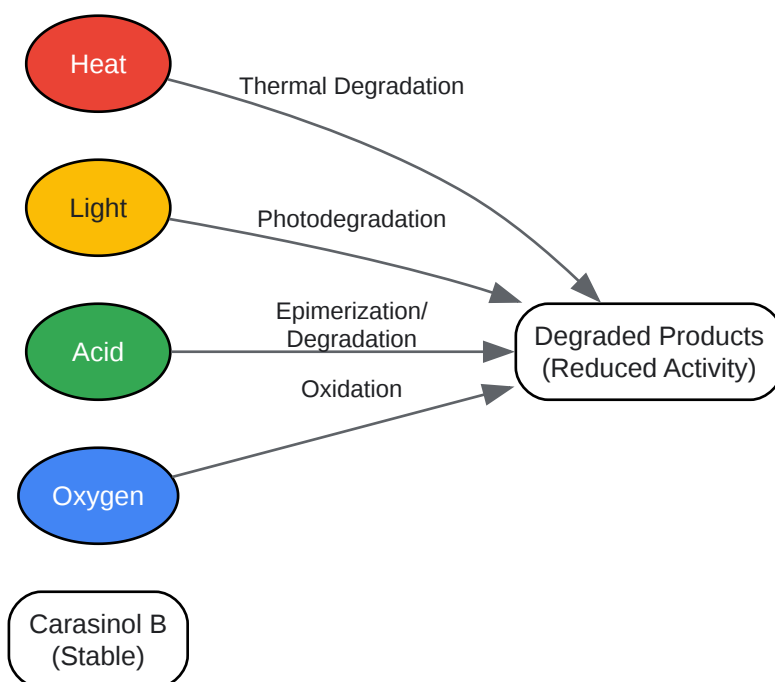 Heat
Thermal Degradation
Light
Photodegradation
Epimerization/
Degradation
Acid
Degraded Products
(Reduced Activity)
Oxidation
Oxygen
Carasinol B
(Stable)